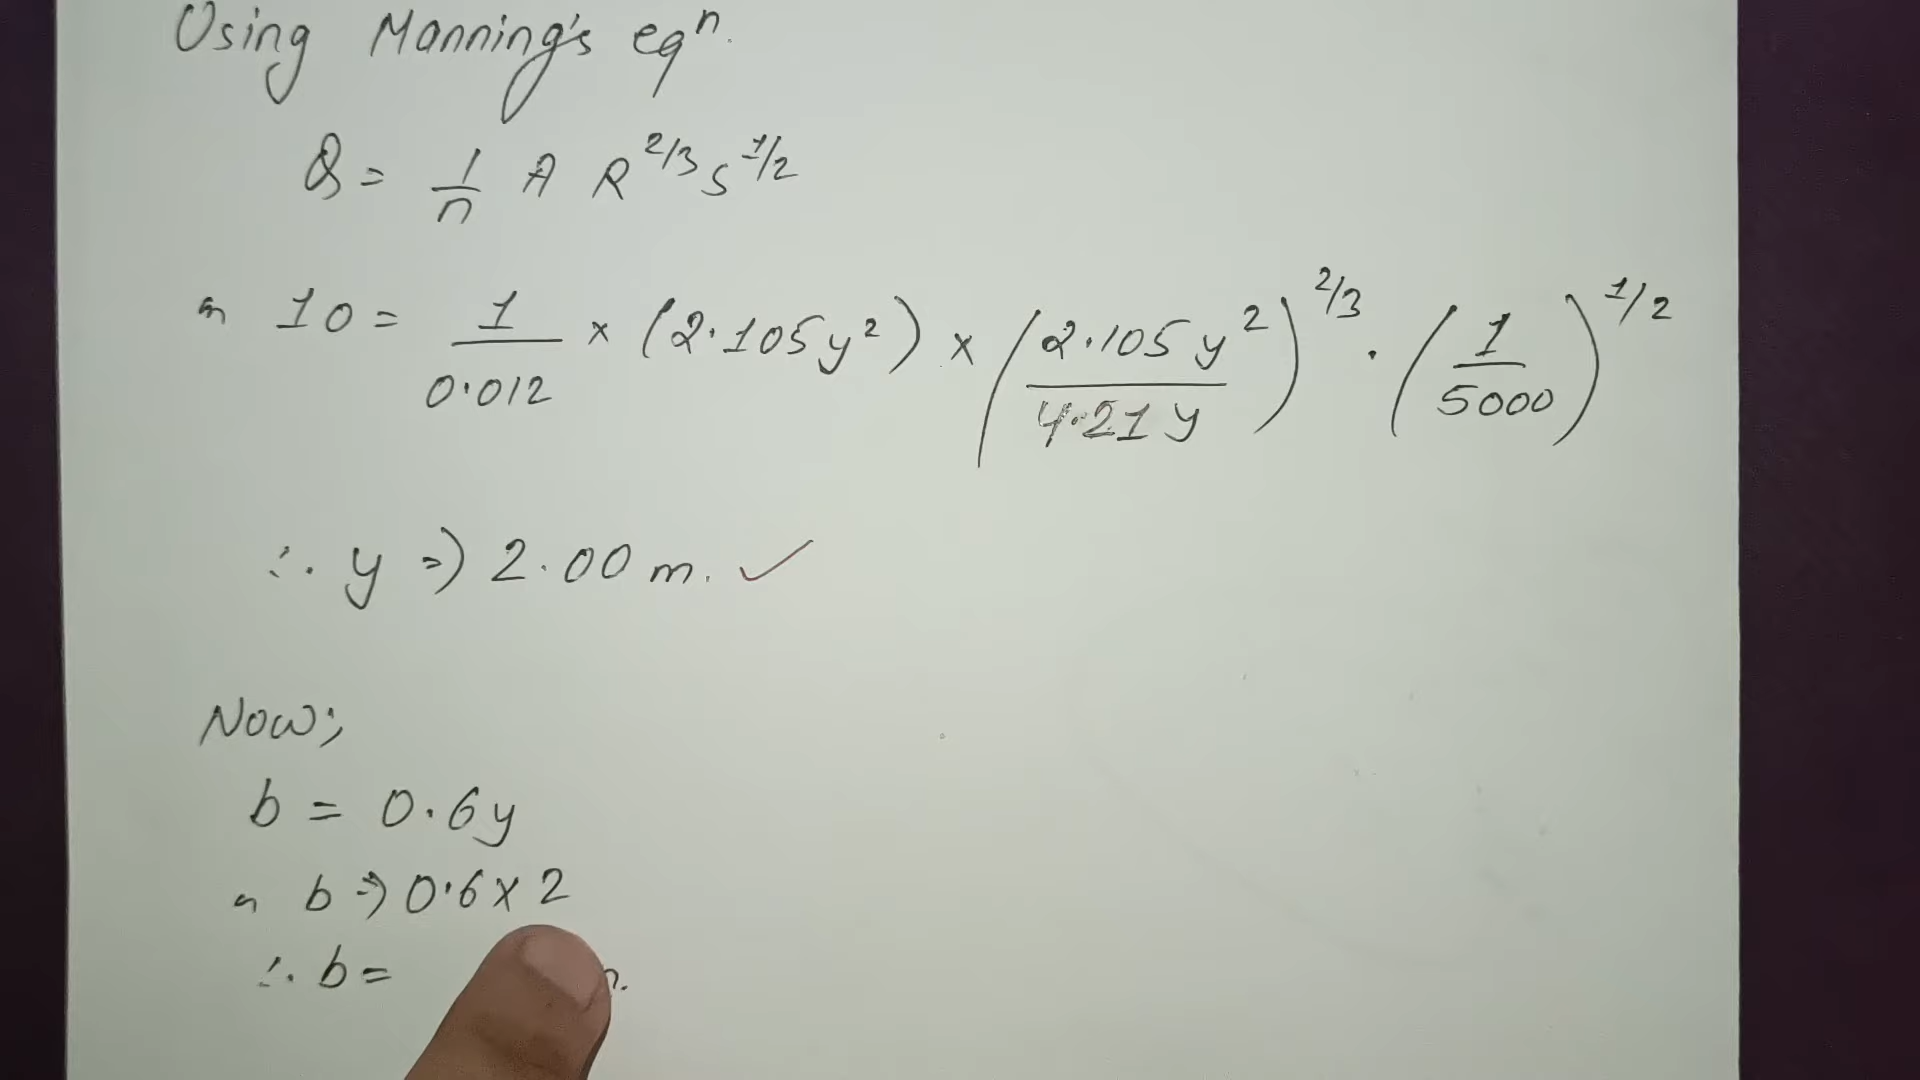 Using Manning's eqⁿ.
Q = 1/n A R^2/3 S^1/2
10 = 1/0.012 × (2.105y²) × (2.105y²/4.21y)^2/3 · (1/5000)^1/2
∴ y ⇒ 2.00 m. ✓
Now;
b = 0.6y
b ⇒ 0.6 × 2
∴ b =